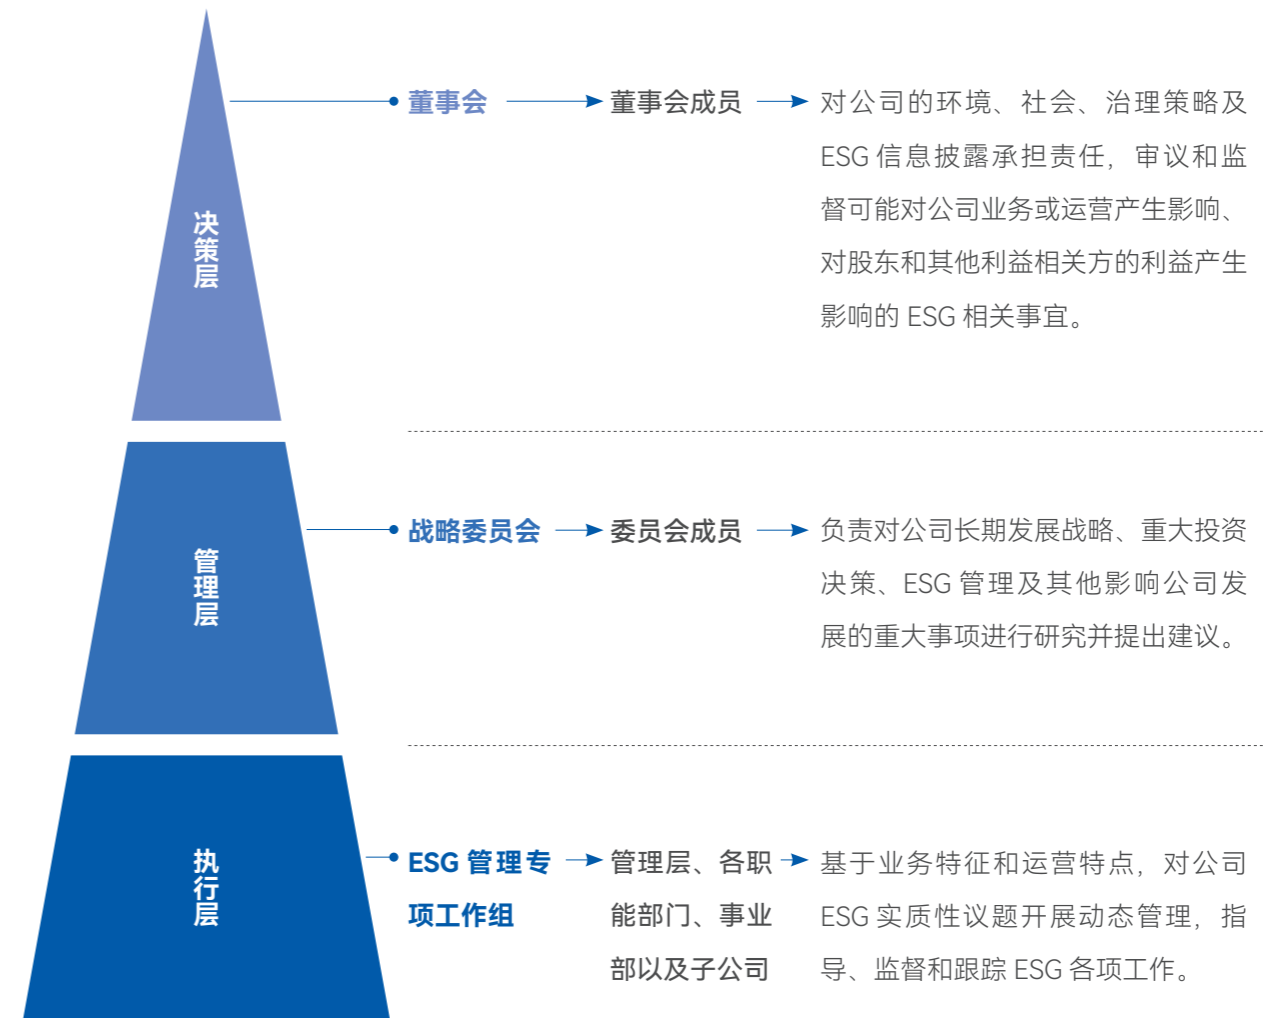 决策层
董事会
董事会成员
对公司的环境、社会、治理策略及
ESG 信息披露承担责任，审议和监
督可能对公司业务或运营产生影响、
对股东和其他利益相关方的利益产生
影响的 ESG 相关事宜。
管理层
战略委员会
委员会成员
负责对公司长期发展战略、重大投资
决策、ESG 管理及其他影响公司发
展的重大事项进行研究并提出建议。
执行层
ESG 管理专
项工作组
管理层、各职
能部门、事业
部以及子公司
基于业务特征和运营特点，对公司
ESG 实质性议题开展动态管理，指
导、监督和跟踪 ESG 各项工作。